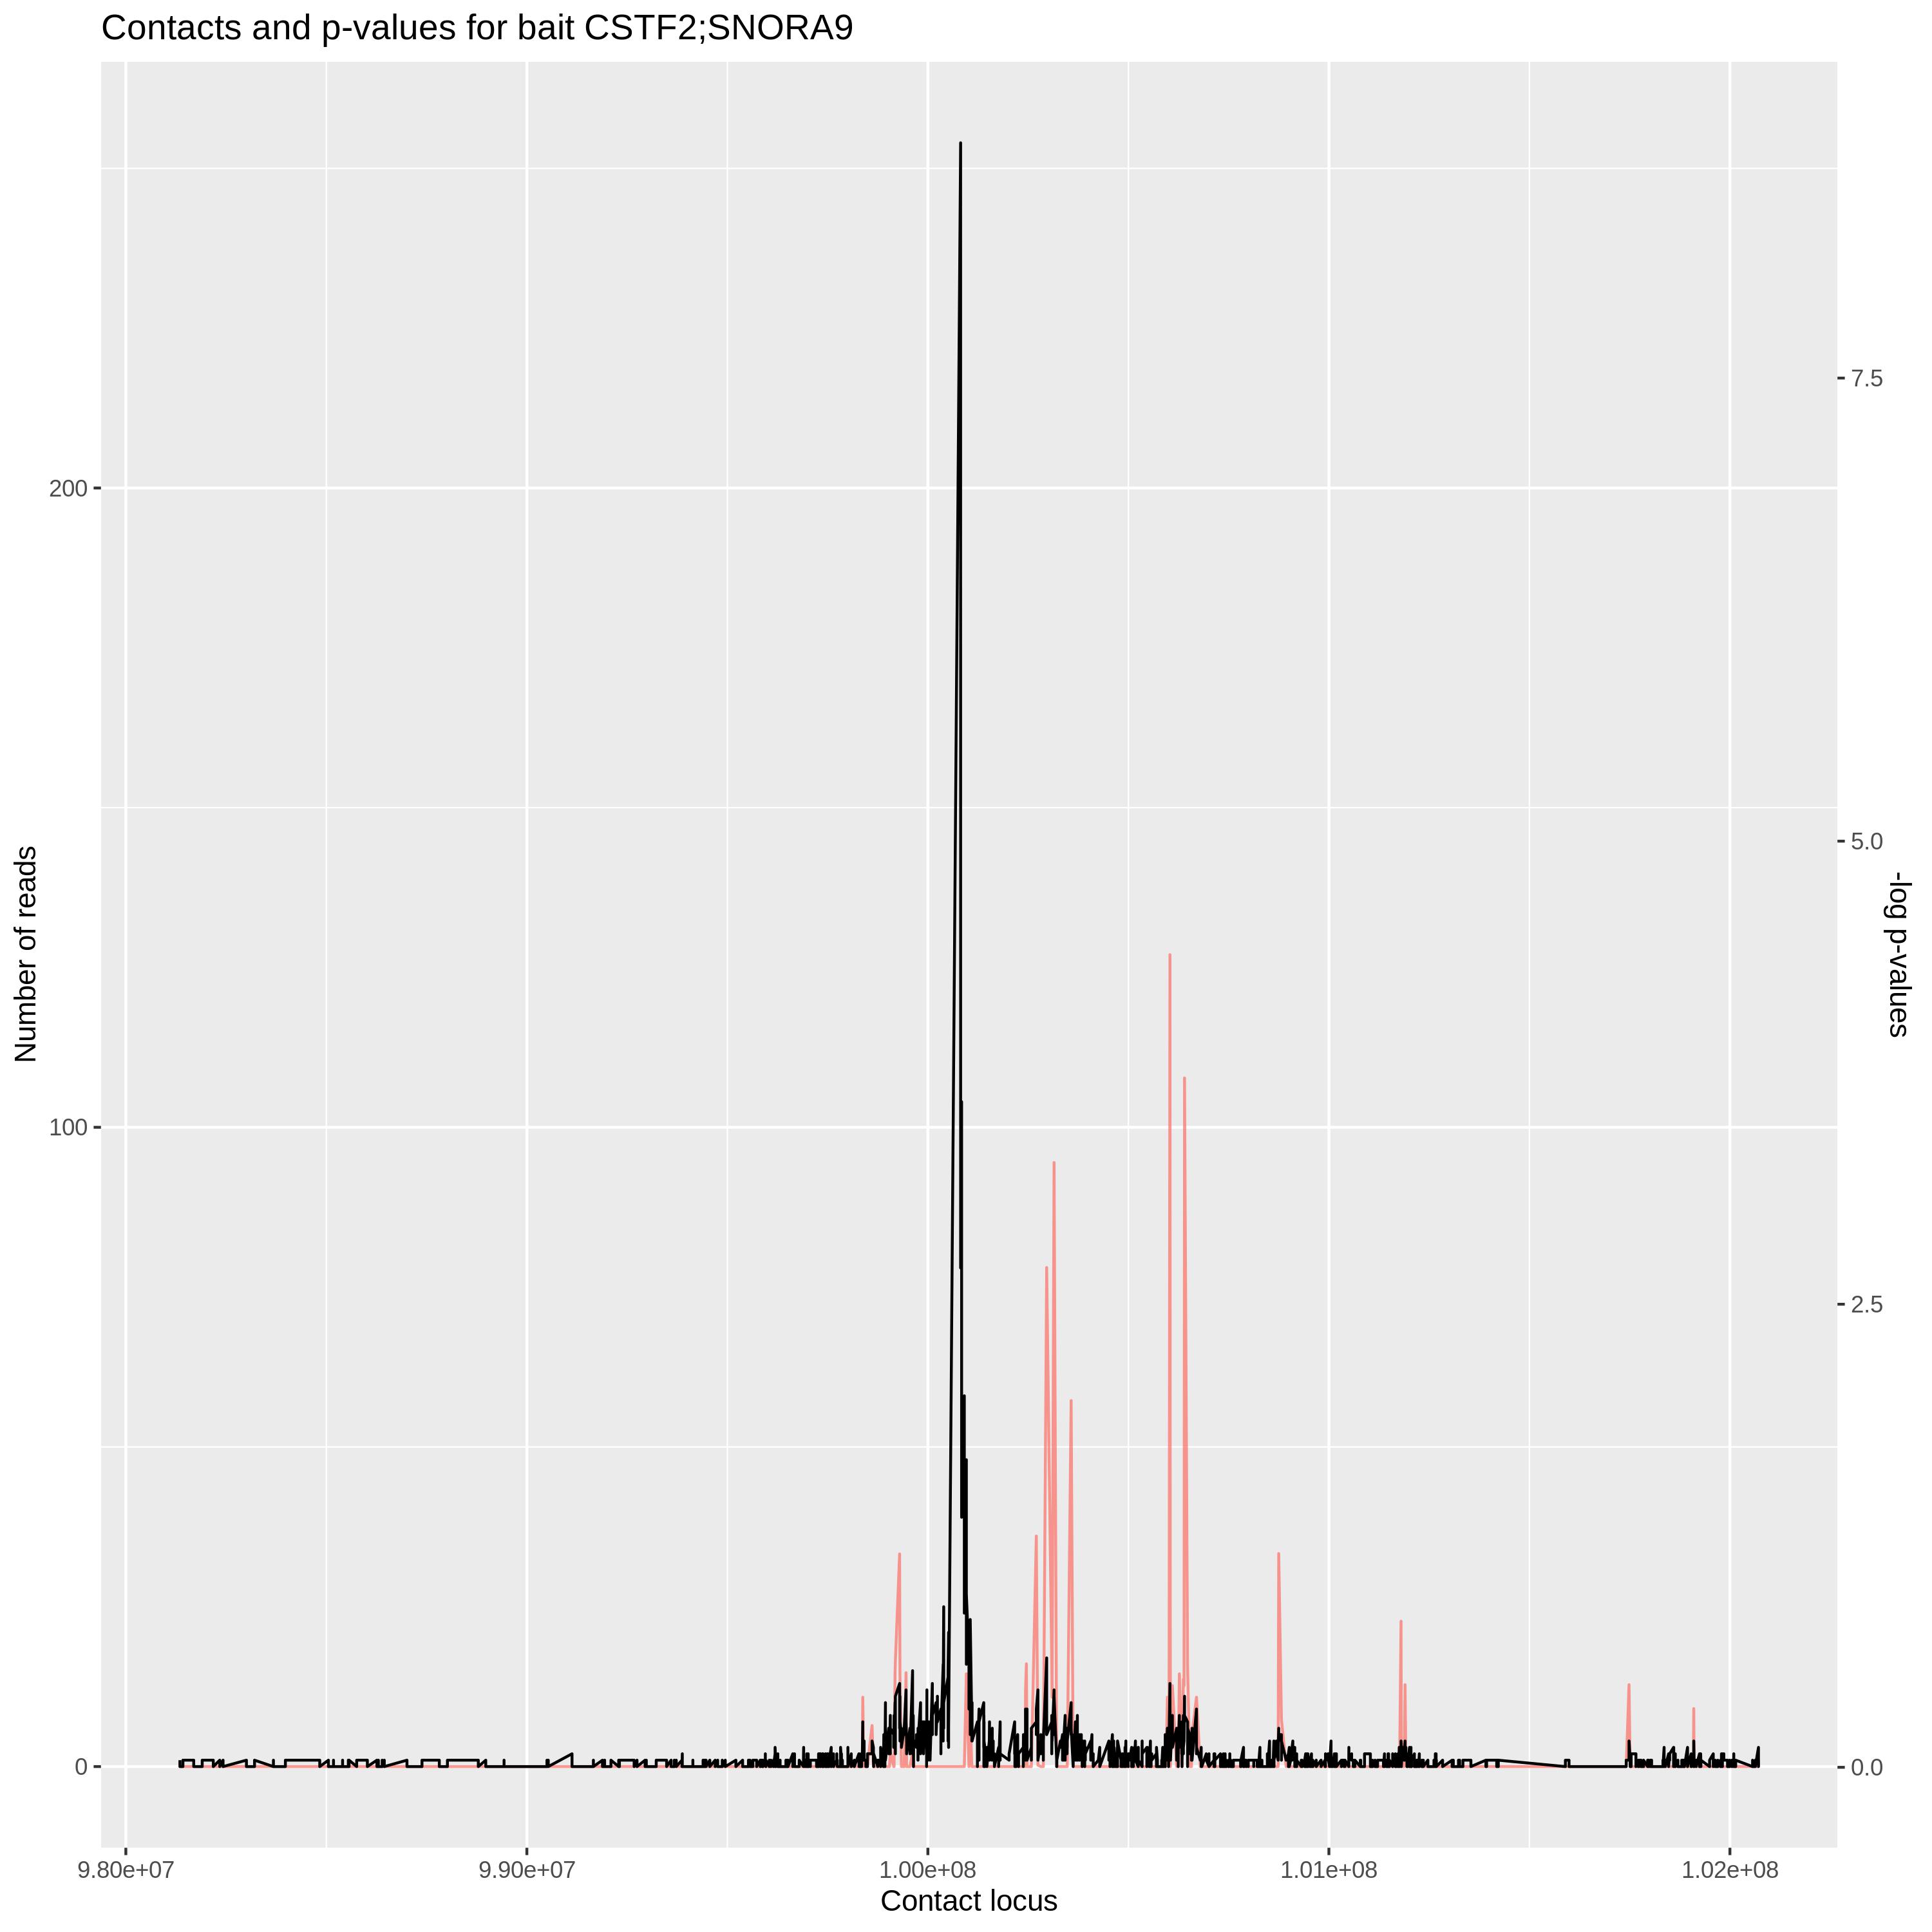 Contacts and p-values for bait CSTF2;SNORA9
Number of reads
200
100
0
7.5
5.0
2.5
0.0
-log p-values
9.80e+07
9.90e+07
1.00e+08
1.01e+08
1.02e+08
Contact locus